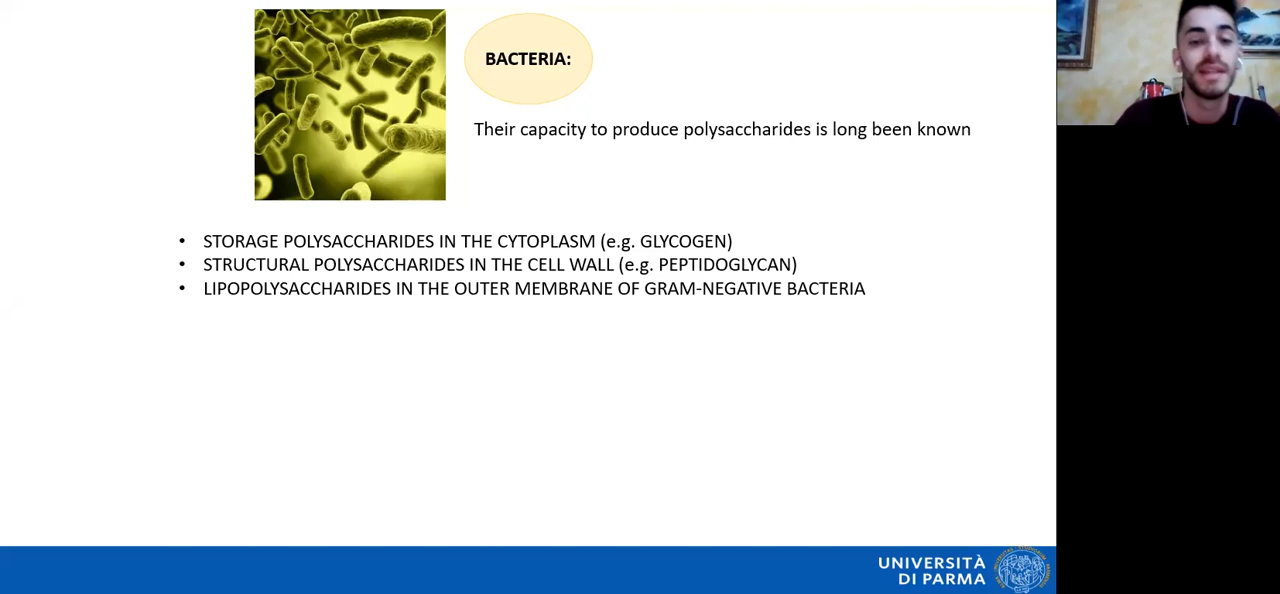 BACTERIA:
Their capacity to produce polysaccharides is long been known
• STORAGE POLYSACCHARIDES IN THE CYTOPLASM (e.g. GLYCOGEN)
• STRUCTURAL POLYSACCHARIDES IN THE CELL WALL (e.g. PEPTIDOGLYCAN)
• LIPOPOLYSACCHARIDES IN THE OUTER MEMBRANE OF GRAM-NEGATIVE BACTERIA
UNIVERSITÀ
DI PARMA